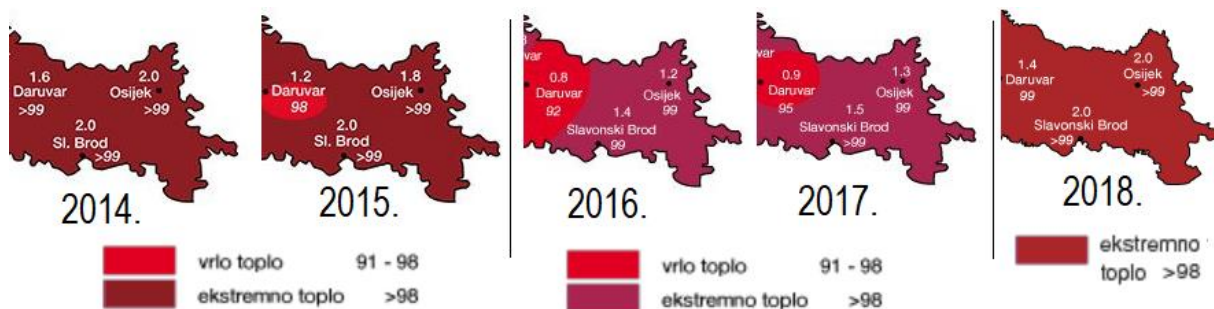 1.6
Daruvar
>99
2.0
Osijek
>99
2.0
Sl. Brod
>99
2014.
1.2
Daruvar
98
1.8
Osijek
>99
2.0
Sl. Brod
>99
2015.
vrlo toplo 91 - 98
ekstremno toplo >98
0.8
Daruvar
92
1.2
Osijek
99
1.4
Slavonski Brod
99
2016.
0.9
Daruvar
95
1.3
Osijek
99
1.5
Slavonski Brod
>99
2017.
vrlo toplo 91 - 98
ekstremno toplo >98
1.4
Daruvar
99
2.0
Osijek
>99
2.0
Slavonski Brod
>99
2018.
ekstremno
toplo >98